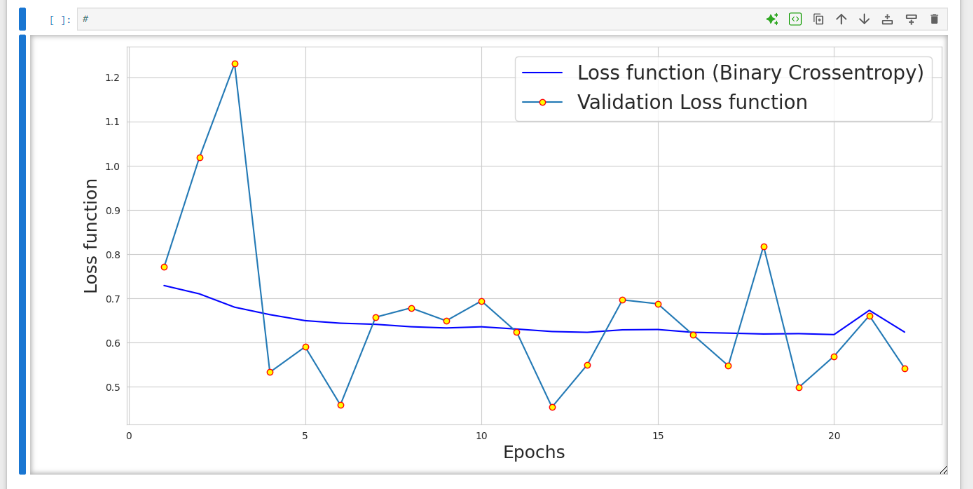 [ ]: #
Loss function (Binary Crossentropy)
Validation Loss function
1.2
1.1
1.0
0.9
0.8
0.7
0.6
0.5
Loss function
0 5 10 15 20
Epochs